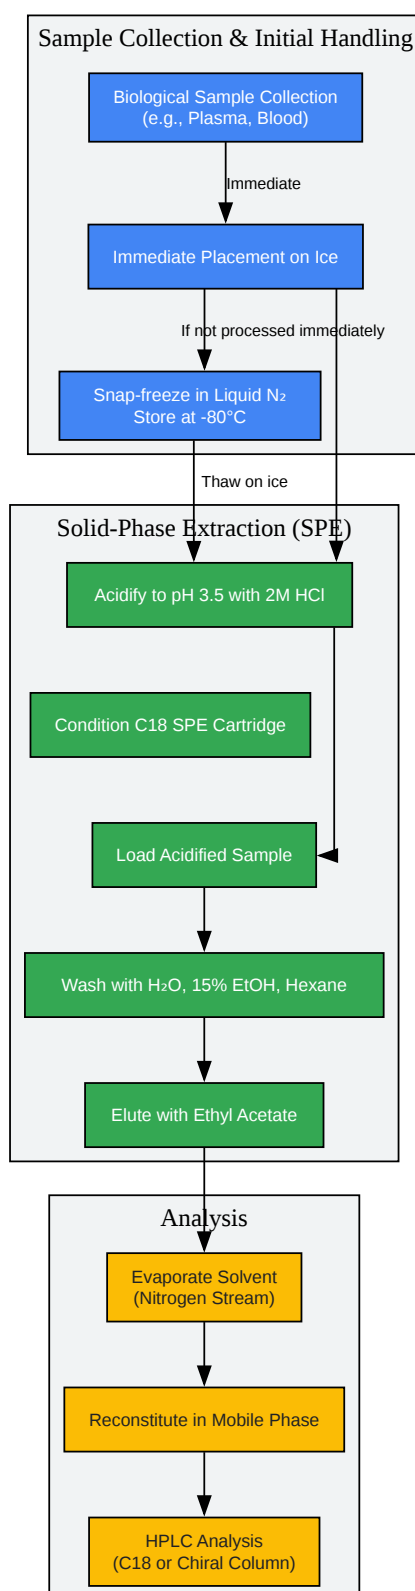 Sample Collection & Initial Handling
Biological Sample Collection
(e.g., Plasma, Blood)
Immediate
Immediate Placement on Ice
If not processed immediately
Snap-freeze in Liquid N₂
Store at -80°C
Thaw on ice
Solid-Phase Extraction (SPE)
Acidify to pH 3.5 with 2M HCl
Condition C18 SPE Cartridge
Load Acidified Sample
Wash with H₂O, 15% EtOH, Hexane
Elute with Ethyl Acetate
Analysis
Evaporate Solvent
(Nitrogen Stream)
Reconstitute in Mobile Phase
HPLC Analysis
(C18 or Chiral Column)